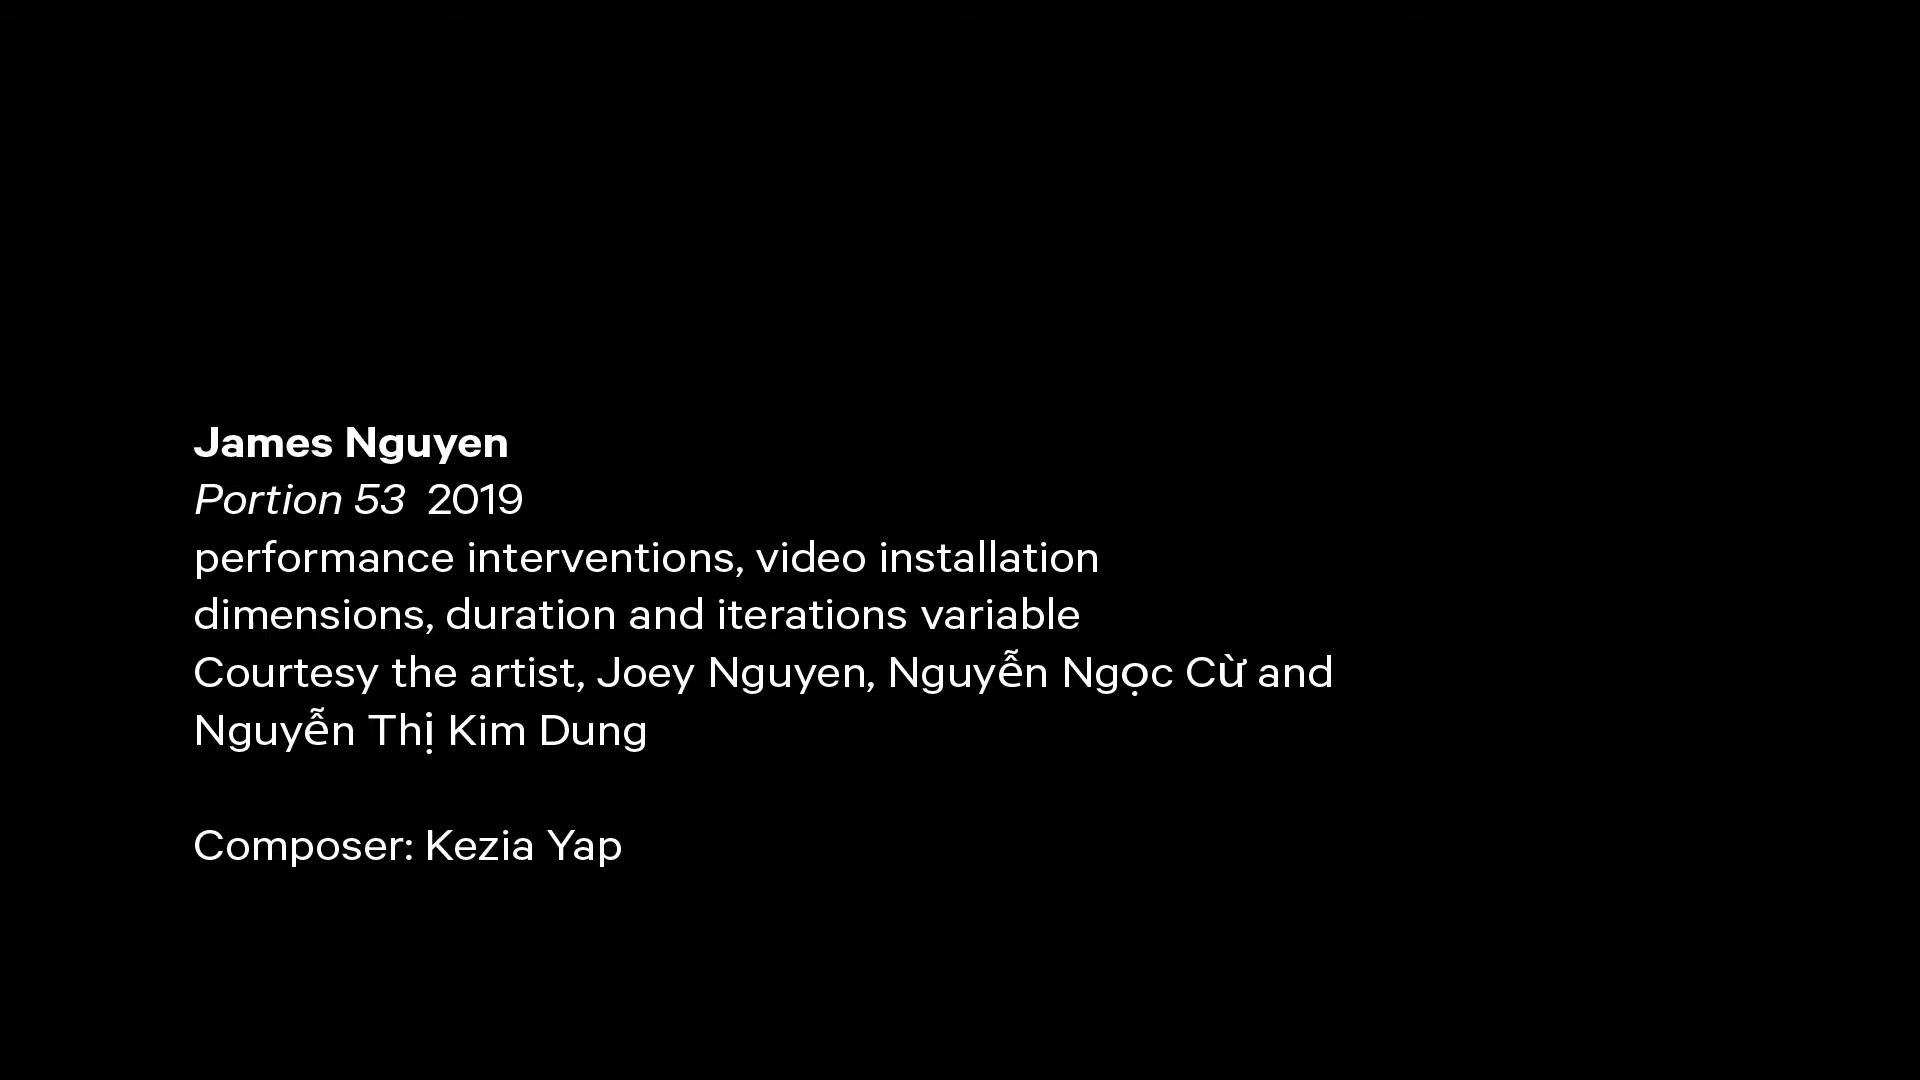 James Nguyen
Portion 53 2019
performance interventions, video installation
dimensions, duration and iterations variable
Courtesy the artist, Joey Nguyen, Nguyễn Ngọc Cừ and
Nguyễn Thị Kim Dung
Composer: Kezia Yap